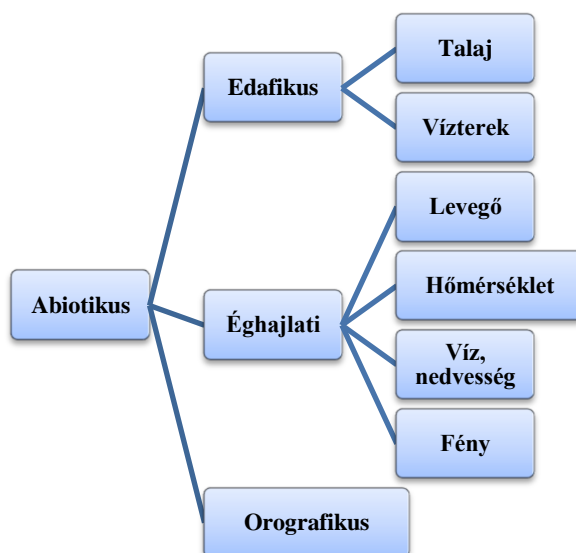 Abiotikus
Edafikus
Talaj
Vízterek
Éghajlati
Levegő
Hőmérséklet
Víz,
nedvesség
Fény
Orografikus